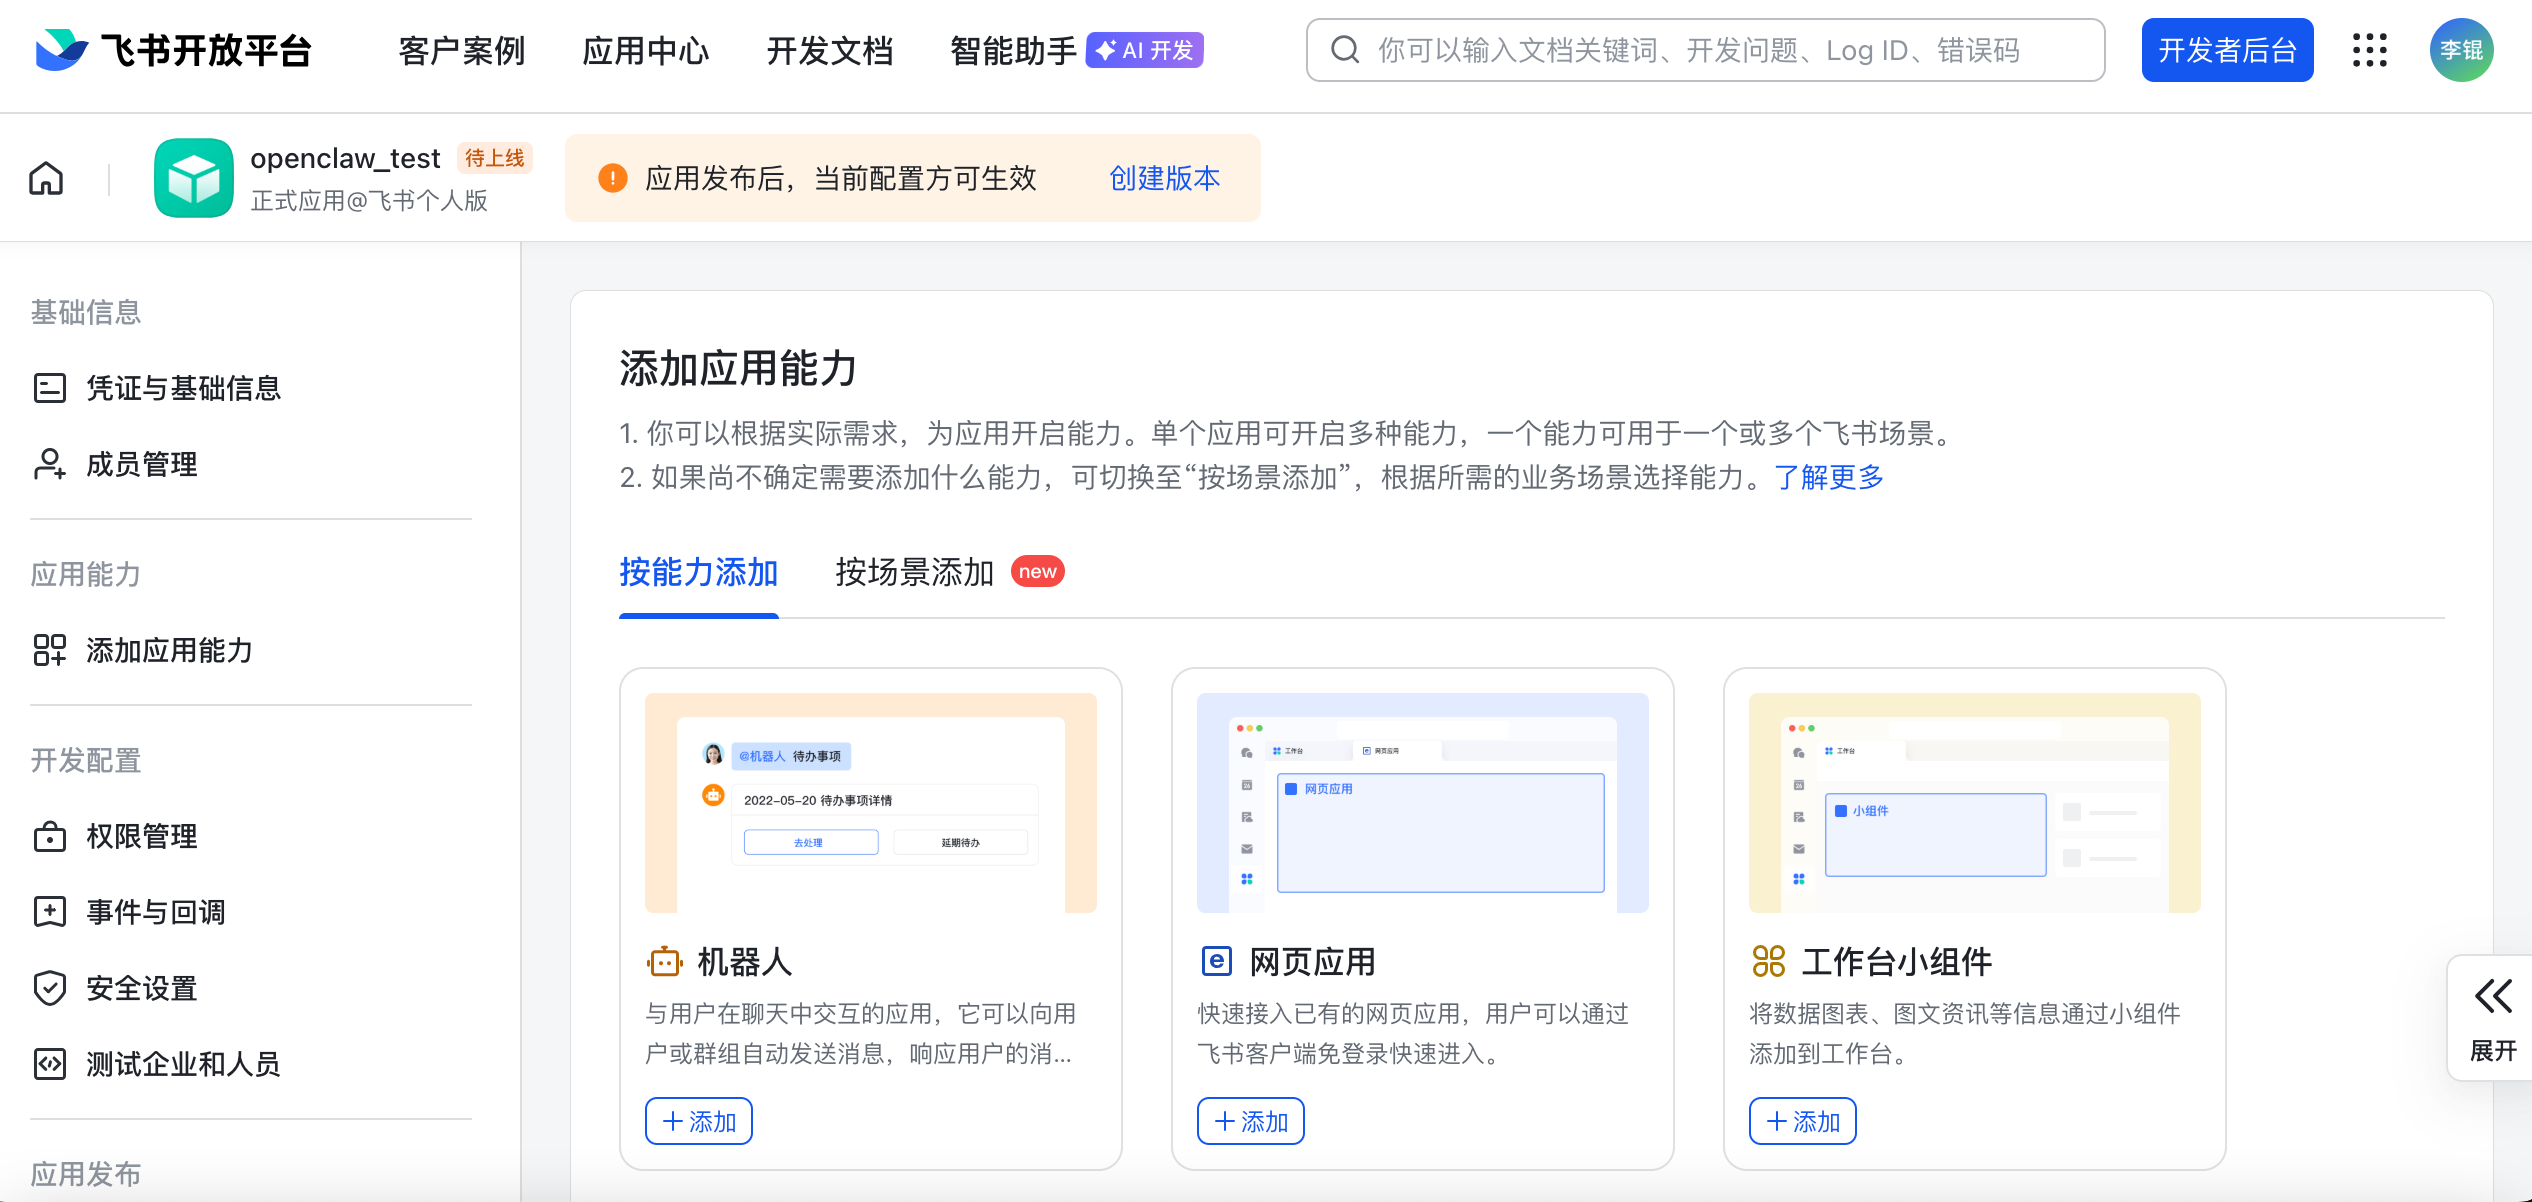 飞书开放平台
客户案例
应用中心
开发文档
智能助手
AI 开发
你可以输入文档关键词、开发问题、Log ID、错误码
开发者后台
李锟
openclaw_test
待上线
正式应用@飞书个人版
应用发布后，当前配置方可生效
创建版本
基础信息
凭证与基础信息
成员管理
应用能力
添加应用能力
开发配置
权限管理
事件与回调
安全设置
测试企业和人员
应用发布
添加应用能力
1. 你可以根据实际需求，为应用开启能力。单个应用可开启多种能力，一个能力可用于一个或多个飞书场景。
2. 如果尚不确定需要添加什么能力，可切换至“按场景添加”，根据所需的业务场景选择能力。了解更多
按能力添加
按场景添加
new
@机器人 待办事项
2022-05-20 待办事项详情
去处理
延期待办
机器人
与用户在聊天中交互的应用，它可以向用
户或群组自动发送消息，响应用户的消...
添加
工作台
网页应用
网页应用
网页应用
快速接入已有的网页应用，用户可以通过
飞书客户端免登录快速进入。
添加
工作台
小组件
工作台小组件
将数据图表、图文资讯等信息通过小组件
添加到工作台。
添加
展开